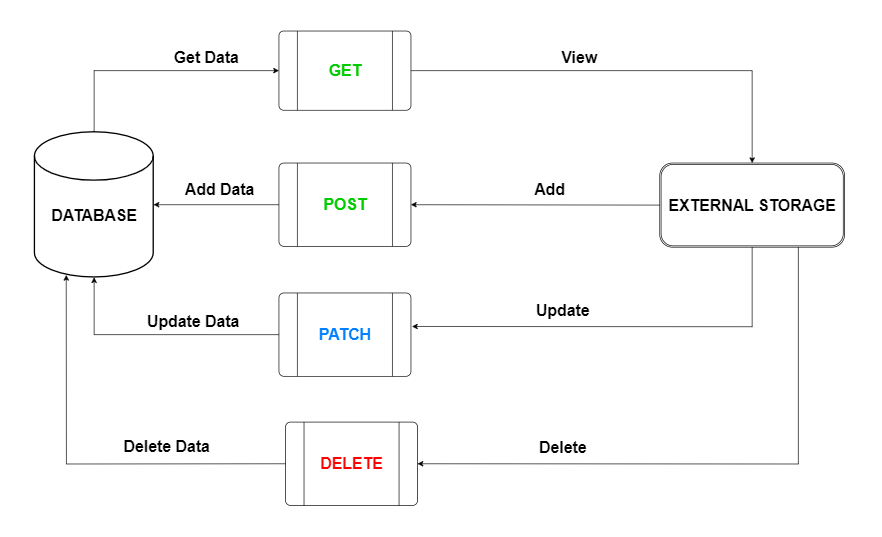 Get Data
GET
View
DATABASE
Add Data
POST
Add
EXTERNAL STORAGE
Update Data
PATCH
Update
Delete Data
DELETE
Delete